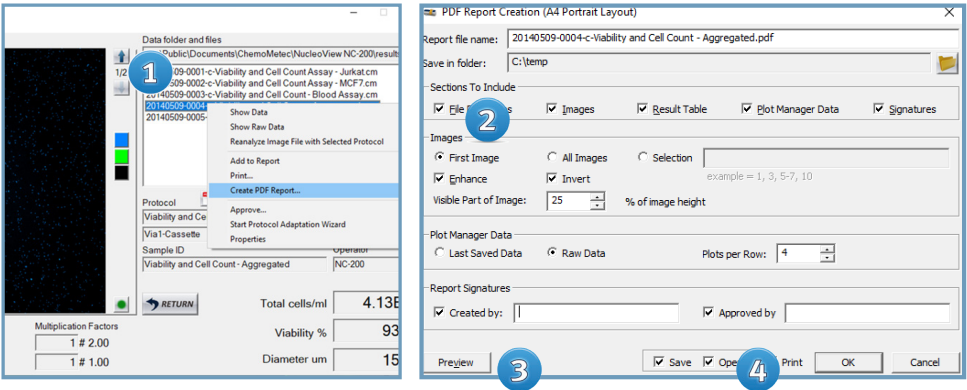 Data folder and files
\Public\Documents\ChemoMetec\NucleoView NC-200\results
1
1/2
509-0001-c-Viability and Cell Count Assay - Jurkat.cm
509-0002-c-Viability and Cell Count Assay - MCF7.cm
20140509-0003-c-Viability and Cell Count - Blood Assay.cm
20140509-0004-
20140509-0005-
Show Data
Show Raw Data
Reanalyze Image File with Selected Protocol
Add to Report
Print...
Create PDF Report...
Approve...
Start Protocol Adaptation Wizard
Properties
Protocol
Viability and Ce
Via1-Cassette
Sample ID
Operator
Viability and Cell Count - Aggregated
NC-200
RETURN
Total cells/ml
4.13E
Multiplication Factors
1 # 2.00
1 # 1.00
Viability %
93
Diameter um
15
PDF Report Creation (A4 Portrait Layout)
Report file name:
20140509-0004-c-Viability and Cell Count - Aggregated.pdf
Save in folder:
C:\temp
Sections To Include
File
2
Images
Result Table
Plot Manager Data
Signatures
Images
First Image
All Images
Selection
Enhance
Invert
example = 1, 3, 5-7, 10
Visible Part of Image:
25
% of image height
Plot Manager Data
Last Saved Data
Raw Data
Plots per Row:
4
Report Signatures
Created by:
Approved by
Preview
3
Save
Ope
4
Print
OK
Cancel